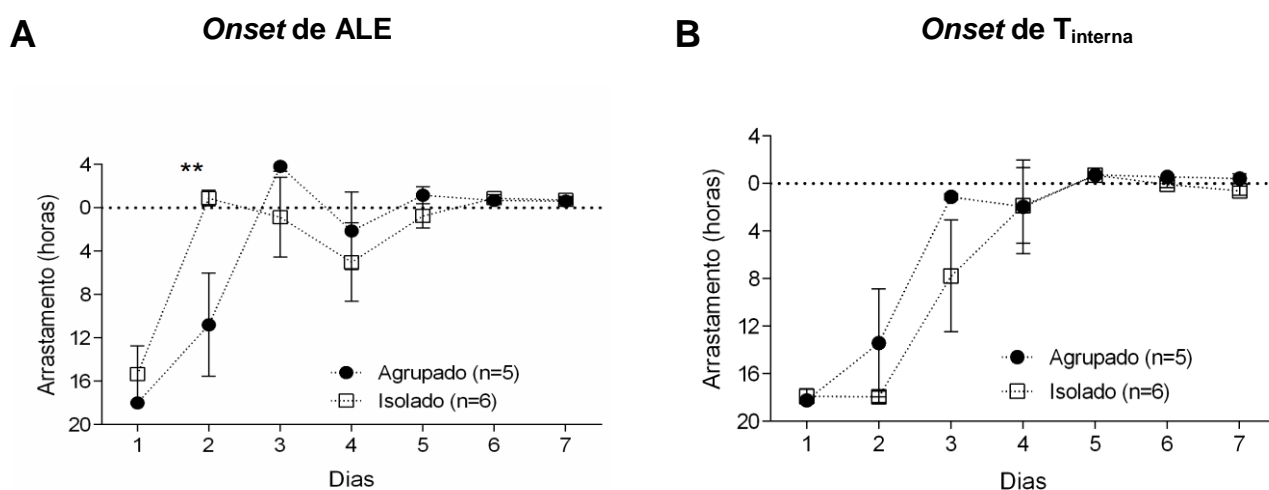 A
Onset de ALE
Arrastamento (horas)
4
0
4
8
12
16
20
**
Agrupado (n=5)
Isolado (n=6)
1 2 3 4 5 6 7
Dias
B
Onset de Tinterna
Arrastamento (horas)
4
0
4
8
12
16
20
Agrupado (n=5)
Isolado (n=6)
1 2 3 4 5 6 7
Dias